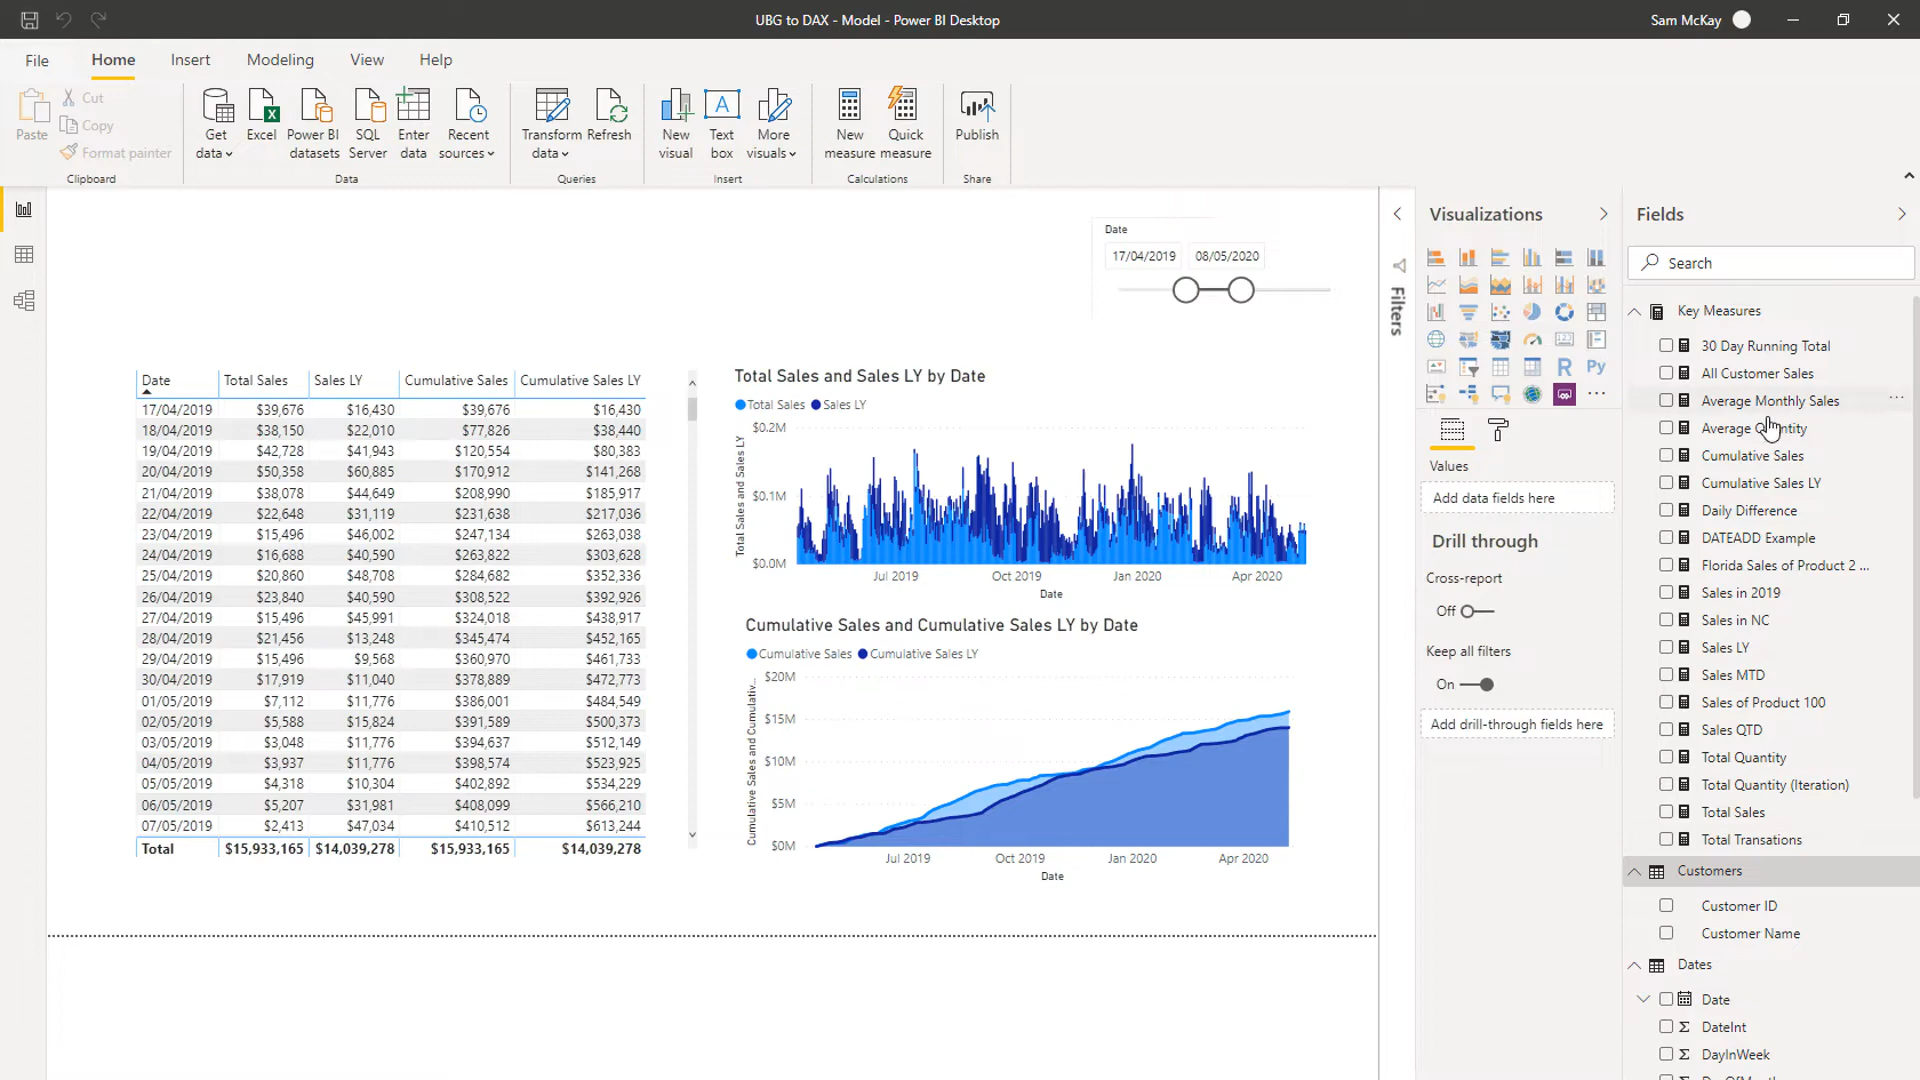 UBG to DAX - Model - Power BI Desktop
Sam McKay
File Home Insert Modeling View Help
Paste
Cut
Copy
Format painter
Get data
Excel
Power BI datasets
SQL Server
Enter data
Recent sources
Transform data
Refresh
New visual
Text box
More visuals
New measure
Quick measure
Publish
Clipboard Data Queries Insert Calculations Share
Date
17/04/2019 08/05/2020
Date Total Sales Sales LY Cumulative Sales Cumulative Sales LY
17/04/2019 $39,676 $16,430 $39,676 $16,430
18/04/2019 $38,150 $22,010 $77,826 $38,440
19/04/2019 $42,728 $41,943 $120,554 $80,383
20/04/2019 $50,358 $60,885 $170,912 $141,268
21/04/2019 $38,078 $44,649 $208,990 $185,917
22/04/2019 $22,648 $31,119 $231,638 $217,036
23/04/2019 $15,496 $46,002 $247,134 $263,038
24/04/2019 $16,688 $40,590 $263,822 $303,628
25/04/2019 $20,860 $48,708 $284,682 $352,336
26/04/2019 $23,840 $40,590 $308,522 $392,926
27/04/2019 $15,496 $45,991 $324,018 $438,917
28/04/2019 $21,456 $13,248 $345,474 $452,165
29/04/2019 $15,496 $9,568 $360,970 $461,733
30/04/2019 $17,919 $11,040 $378,889 $472,773
01/05/2019 $7,112 $11,776 $386,001 $484,549
02/05/2019 $5,588 $15,824 $391,589 $500,373
03/05/2019 $3,048 $11,776 $394,637 $512,149
04/05/2019 $3,937 $11,776 $398,574 $523,925
05/05/2019 $4,318 $10,304 $402,892 $534,229
06/05/2019 $5,207 $31,981 $408,099 $566,210
07/05/2019 $2,413 $47,034 $410,512 $613,244
Total $15,933,165 $14,039,278 $15,933,165 $14,039,278
Total Sales and Sales LY by Date
Total Sales Sales LY
Total Sales and Sales LY
$0.2M
$0.1M
$0.0M
Jul 2019 Oct 2019 Jan 2020 Apr 2020
Date
Cumulative Sales and Cumulative Sales LY by Date
Cumulative Sales Cumulative Sales LY
Cumulative Sales and Cumulativ...
$20M
$15M
$10M
$5M
$0M
Jul 2019 Oct 2019 Jan 2020 Apr 2020
Date
Filters
Visualizations
R Py
Values
Add data fields here
Drill through
Cross-report
Off
Keep all filters
On
Add drill-through fields here
Fields
Search
Key Measures
30 Day Running Total
All Customer Sales
Average Monthly Sales
Average Quantity
Cumulative Sales
Cumulative Sales LY
Daily Difference
DATEADD Example
Florida Sales of Product 2 ...
Sales in 2019
Sales in NC
Sales LY
Sales MTD
Sales of Product 100
Sales QTD
Total Quantity
Total Quantity (Iteration)
Total Sales
Total Transations
Customers
Customer ID
Customer Name
Dates
Date
DateInt
DayInWeek